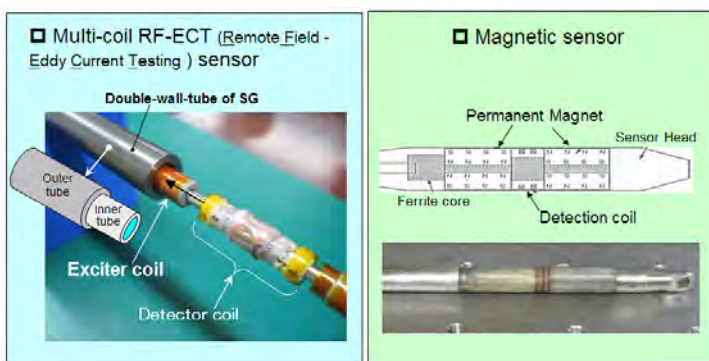 Multi-coil RF-ECT (Remote Field -
Eddy Current Testing ) sensor
Double-wall-tube of SG
Outer
tube
Inner
tube
Exciter coil
Detector coil
Magnetic sensor
Permanent Magnet
Sensor Head
Ferrite core
Detection coil